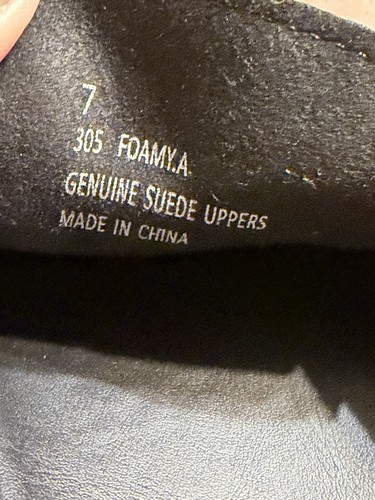 7
305 FOAMY.A
GENUINE SUEDE UPPERS
MADE IN CHINA